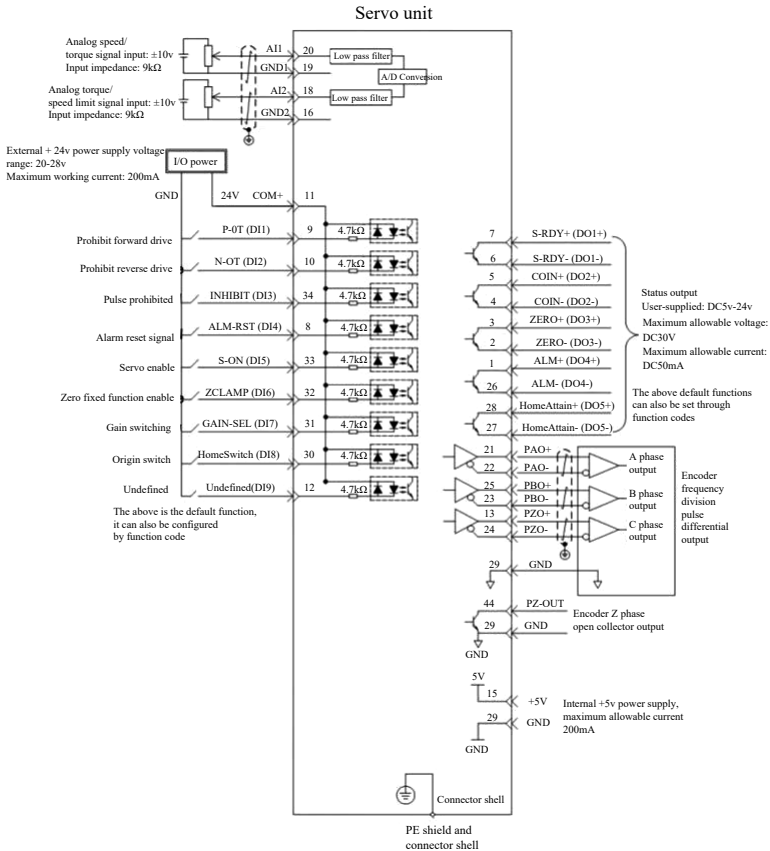 Servo unit
Analog speed/
torque signal input: ±10v
Input impedance: 9kΩ
AI1 20
Low pass filter
GND1 19
A/D Conversion
Analog torque/
speed limit signal input: ±10v
Input impedance: 9kΩ
AI2 18
Low pass filter
GND2 16
External + 24v power supply voltage
range: 20-28v
Maximum working current: 200mA
I/O power
GND 24V COM+ 11
Prohibit forward drive P-0T (DI1) 9 4.7kΩ
Prohibit reverse drive N-OT (DI2) 10 4.7kΩ
Pulse prohibited INHIBIT (DI3) 34 4.7kΩ
Alarm reset signal ALM-RST (DI4) 8 4.7kΩ
Servo enable S-ON (DI5) 33 4.7kΩ
Zero fixed function enable ZCLAMP (DI6) 32 4.7kΩ
Gain switching GAIN-SEL (DI7) 31 4.7kΩ
Origin switch HomeSwitch (DI8) 30 4.7kΩ
Undefined Undefined(DI9) 12 4.7kΩ
The above is the default function,
it can also be configured
by function code
7 S-RDY+ (DO1+)
6 S-RDY- (DO1-)
5 COIN+ (DO2+)
4 COIN- (DO2-)
3 ZERO+ (DO3+)
2 ZERO- (DO3-)
1 ALM+ (DO4+)
26 ALM- (DO4-)
28 HomeAttain+ (DO5+)
27 HomeAttain- (DO5-)
Status output
User-supplied: DC5v-24v
Maximum allowable voltage:
DC30V
Maximum allowable current:
DC50mA
The above default functions
can also be set through
function codes
21 PAO+
22 PAO-
A phase
output
25 PBO+
23 PBO-
B phase
output
13 PZO+
24 PZO-
C phase
output
Encoder
frequency
division
pulse
differential
output
29 GND
44 PZ-OUT
29 GND
GND
Encoder Z phase
open collector output
5V
15 +5V
29 GND
GND
Internal +5v power supply,
maximum allowable current
200mA
Connector shell
PE shield and
connector shell